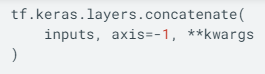 tf.keras.layers.concatenate(
    inputs, axis=-1, **kwargs
)